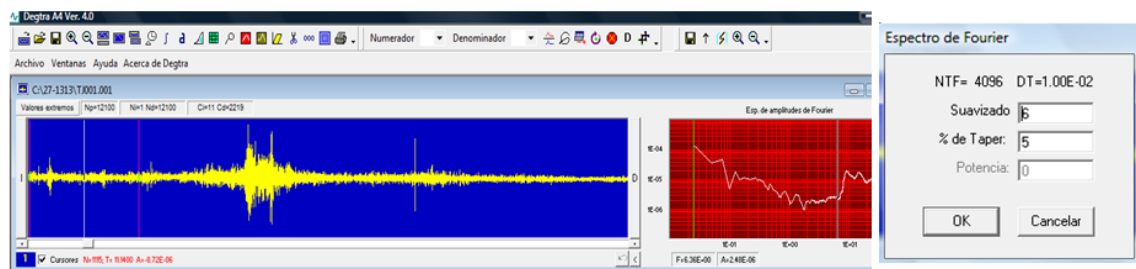 Degtra A4 Ver. 4.0
Numerador Denominador D
Archivo Ventanas Ayuda Acerca de Degtra
C:\27-1313\TJ001.001
Valores extremos Np=12100 Ni=1 Nd=12100 Ci=11 Cd=2219
Esp. de amplitudes de Fourier
I D
1E-04
1E-05
1E-06
1E-01 1E+00 1E+01
1 Cursores N=1115; T= 11.1400 A=-8.72E-06
F=6.36E+00 A=2.48E-06
Espectro de Fourier
NTF= 4096 DT=1.00E-02
Suavizado 6
% de Taper: 5
Potencia: 0
OK Cancelar